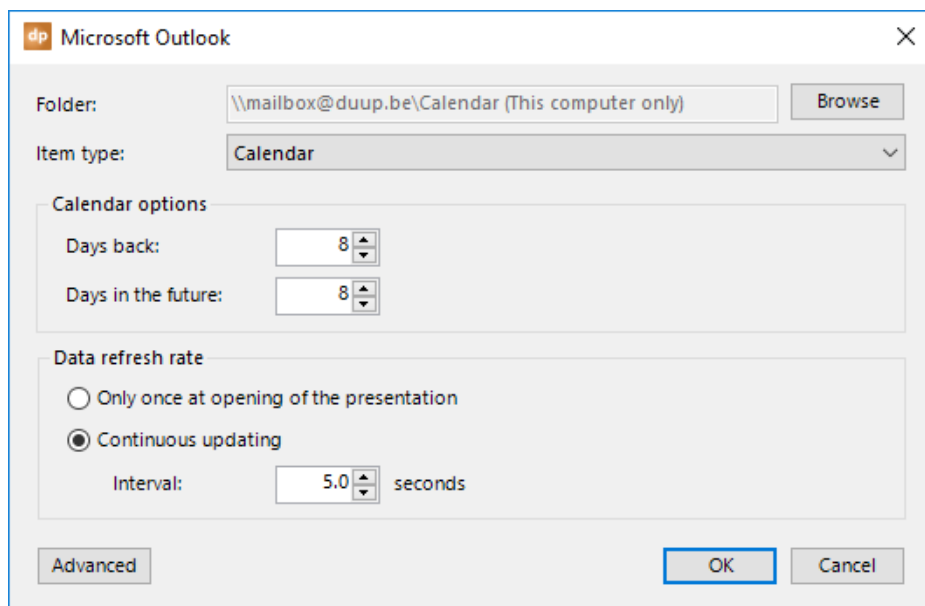 dp Microsoft Outlook
Folder: \\mailbox@duup.be\Calendar (This computer only) Browse
Item type: Calendar
Calendar options
Days back: 8
Days in the future: 8
Data refresh rate
Only once at opening of the presentation
Continuous updating
Interval: 5.0 seconds
Advanced OK Cancel